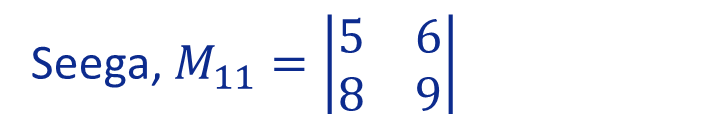 Seega, M₁₁ = |5 6|
|8 9|